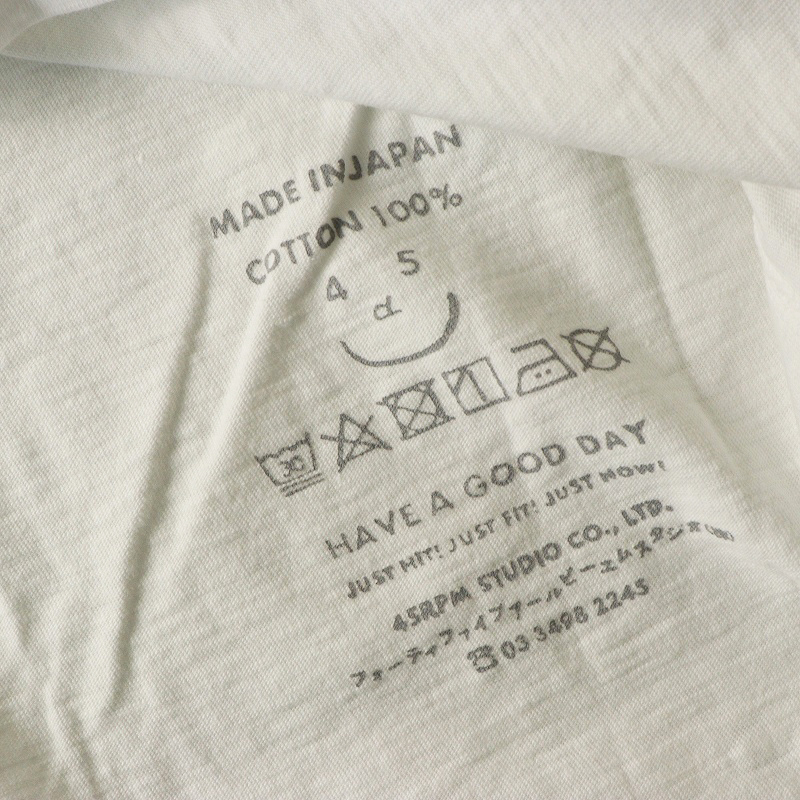 MADE IN JAPAN
COTTON 100%
4 5
d
30
HAVE A GOOD DAY
JUST HIT! JUST FIT! JUST NOW!
45RPM STUDIO CO., LTD.
フォーティファイブアールピーエムスタジオ(株)
☎03 3498 2245